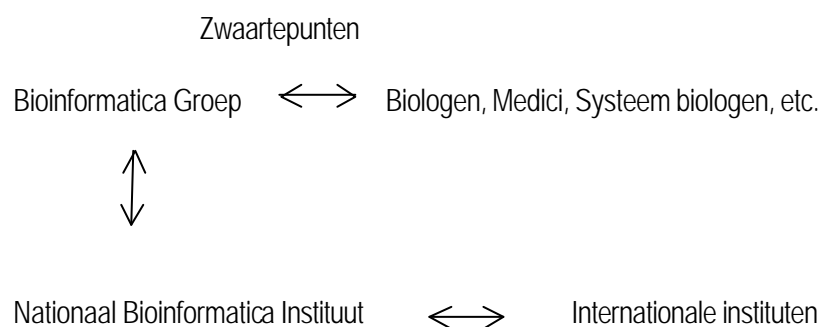 Zwaartepunten
Bioinformatica Groep Biologen, Medici, Systeem biologen, etc.
Nationaal Bioinformatica Instituut Internationale instituten